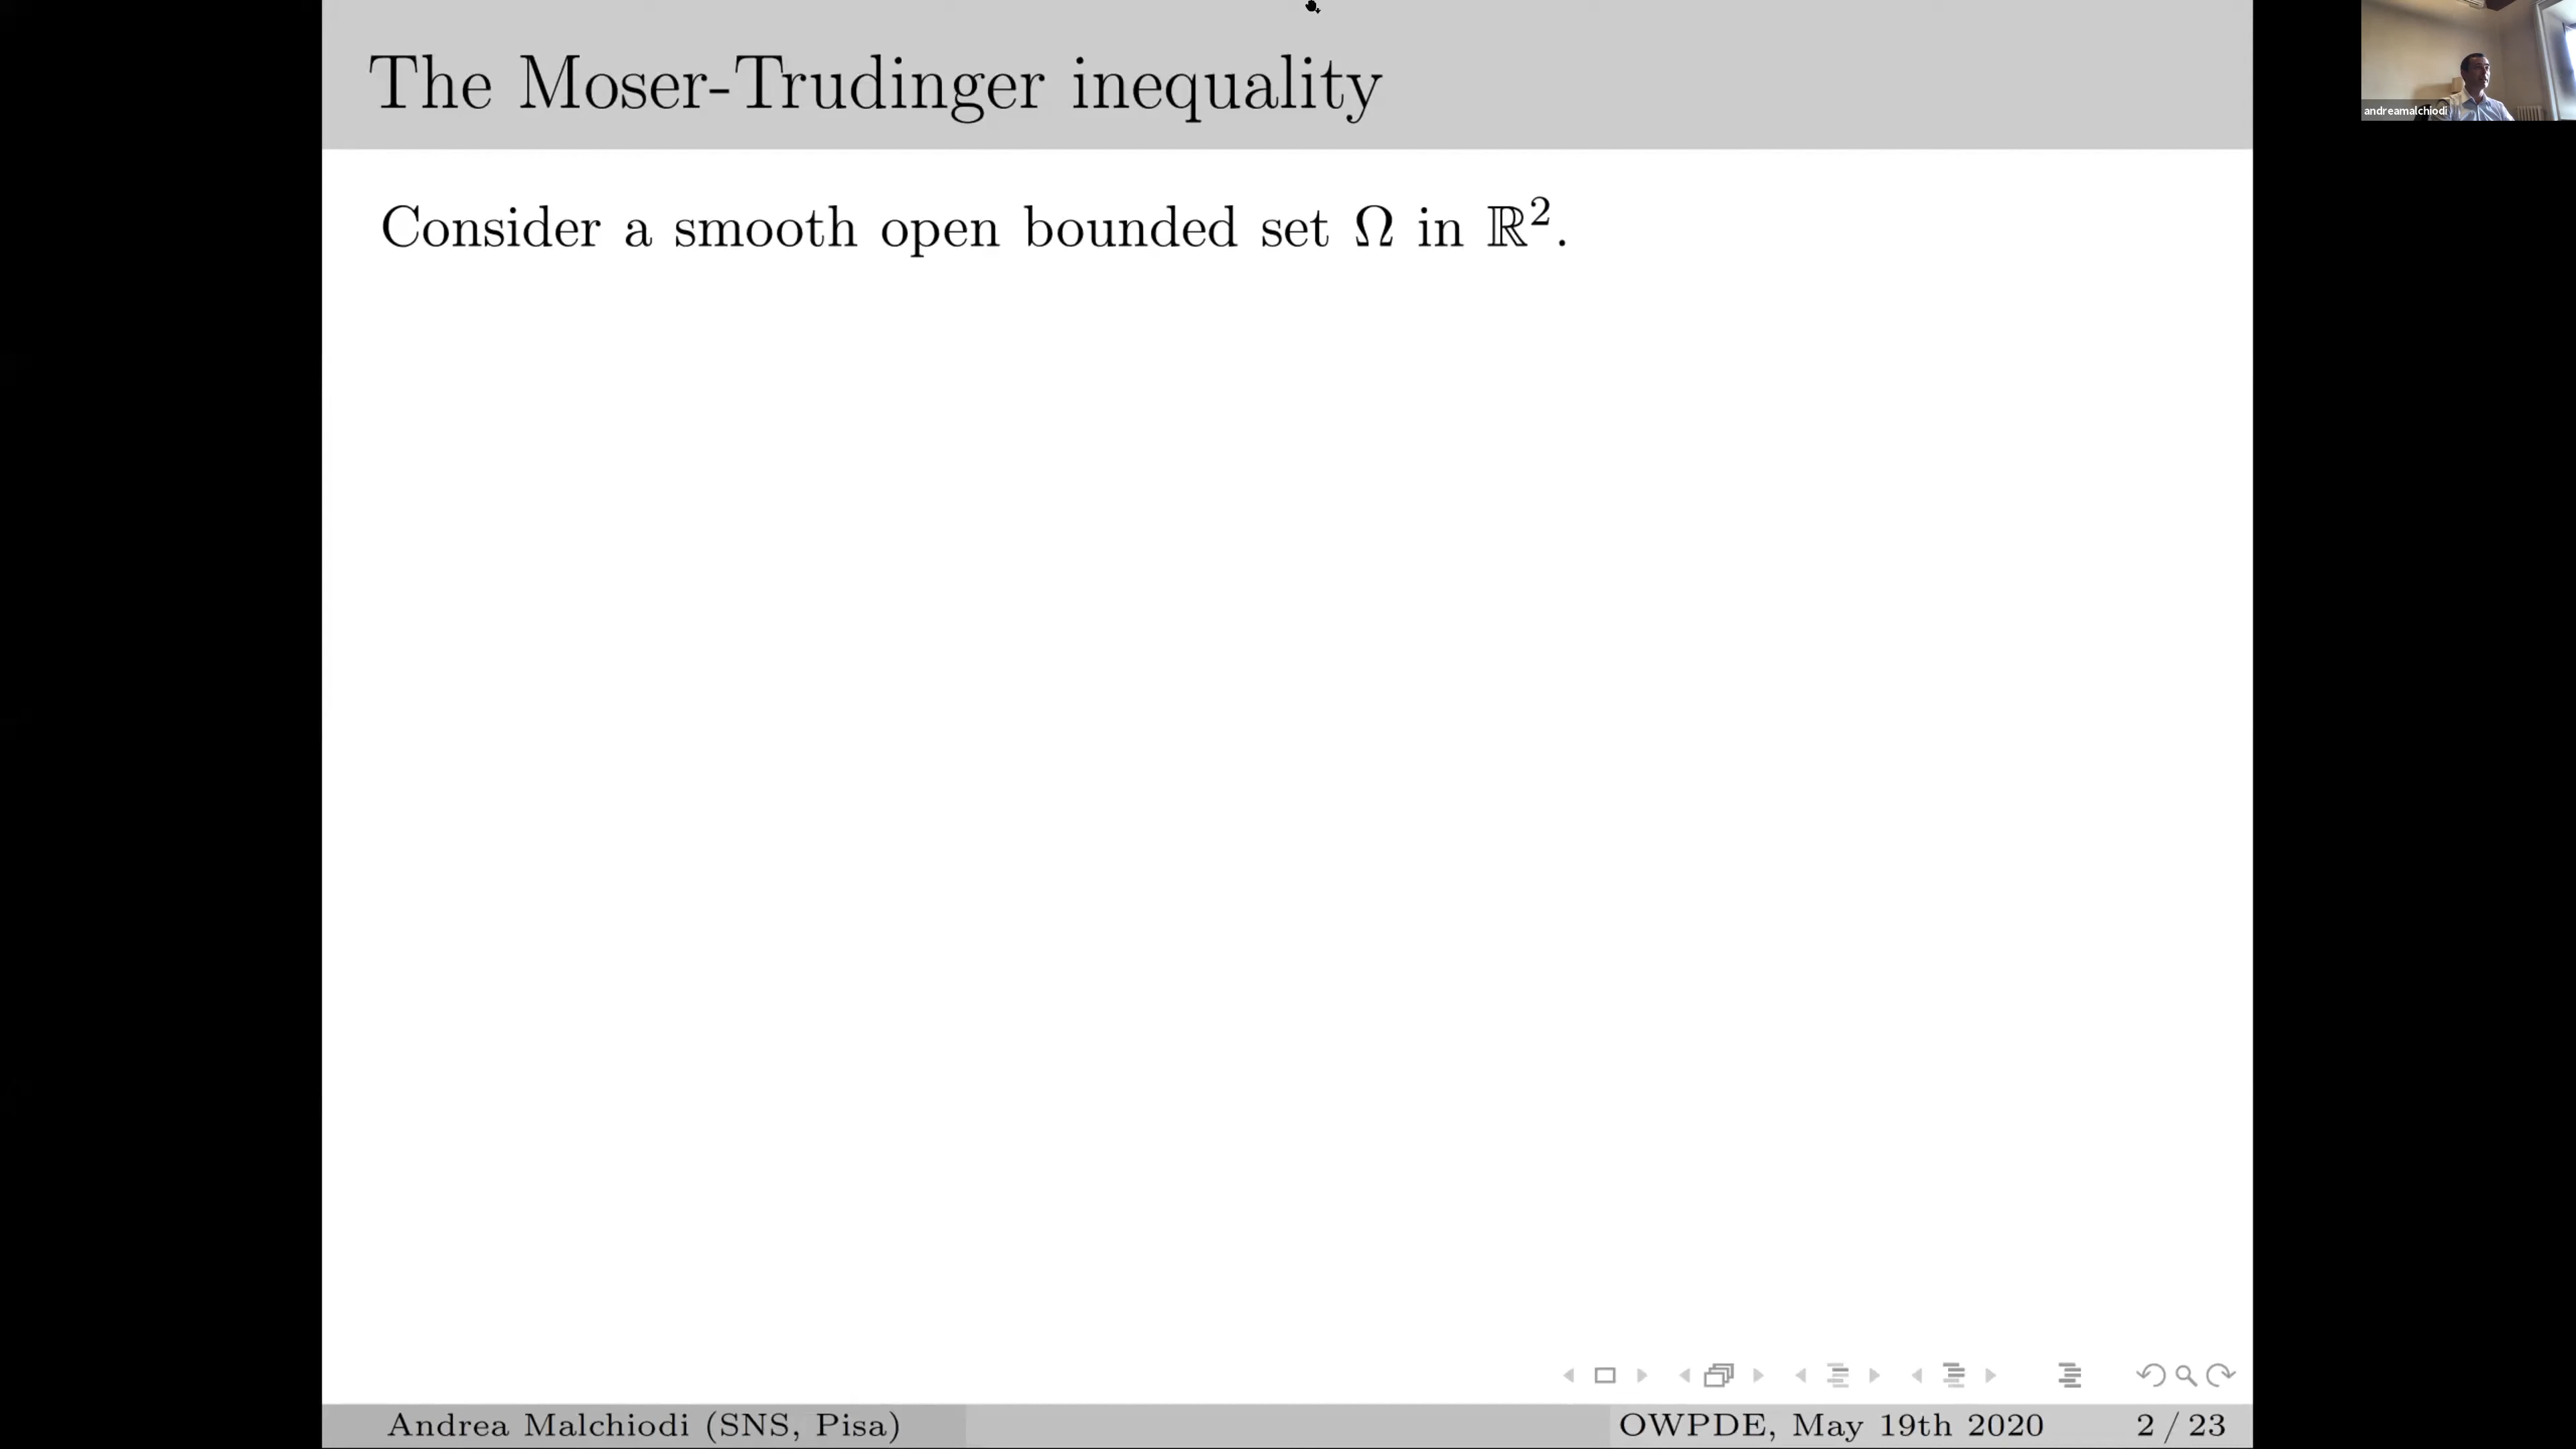 The Moser-Trudinger inequality
andreamalchiodi
Consider a smooth open bounded set Ω in ℝ².
Andrea Malchiodi (SNS, Pisa)
OWPDE, May 19th 2020
2 / 23